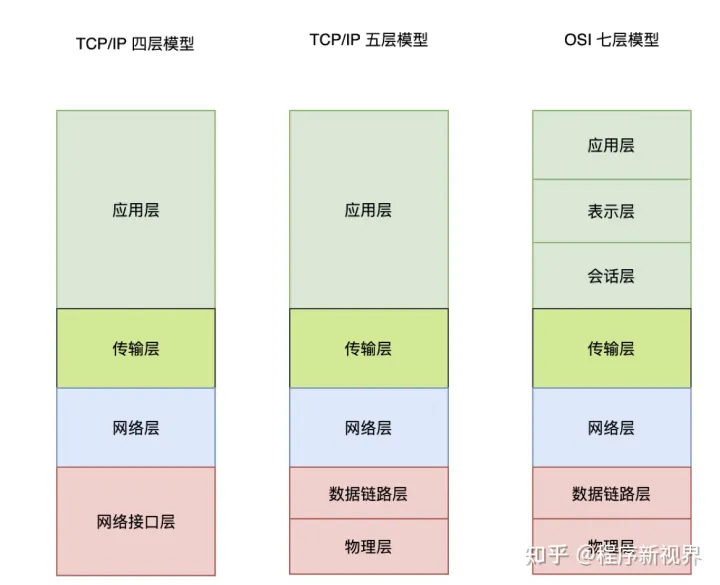 TCP/IP 四层模型
TCP/IP 五层模型
OSI 七层模型
应用层
传输层
网络层
网络接口层
应用层
传输层
网络层
数据链路层
物理层
应用层
表示层
会话层
传输层
网络层
数据链路层
物理层
知乎 @程序新视界